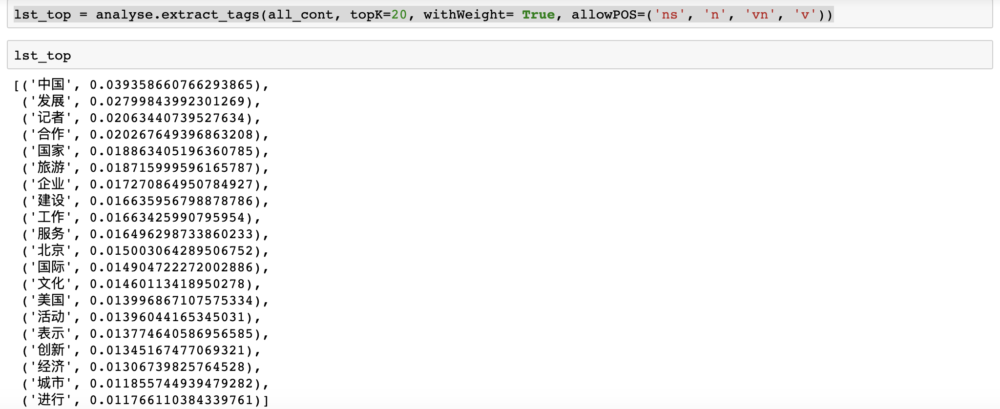 lst_top = analyse.extract_tags(all_cont, topK=20, withWeight= True, allowPOS=('ns', 'n', 'vn', 'v'))
lst_top
[('中国', 0.039358660766293865),
('发展', 0.02799843992301269),
('记者', 0.02063440739527634),
('合作', 0.020267649396863208),
('国家', 0.018863405196360785),
('旅游', 0.018715999596165787),
('企业', 0.017270864950784927),
('建设', 0.016635956798878786),
('工作', 0.01663425990795954),
('服务', 0.016496298733860233),
('北京', 0.015003064289506752),
('国际', 0.014904722272002886),
('文化', 0.01460113418950278),
('美国', 0.013996867107575334),
('活动', 0.01396044165345031),
('表示', 0.013774640586956585),
('创新', 0.01345167477069321),
('经济', 0.01306739825764528),
('城市', 0.011855744939479282),
('进行', 0.011766110384339761)]